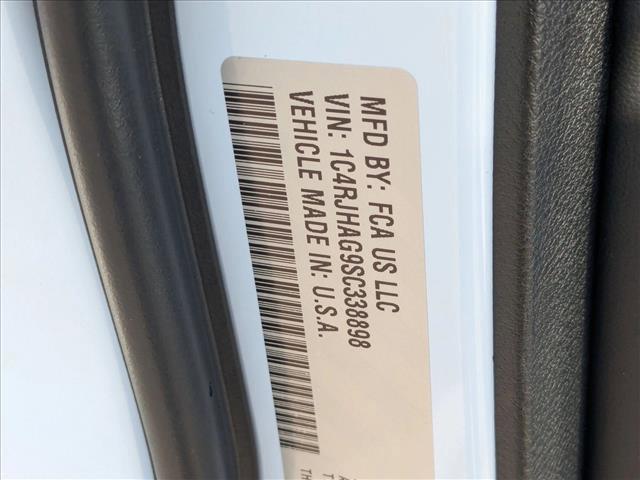 MFD BY: FCA US LLC
VIN: 1C4RJHAG9SC338898
VEHICLE MADE IN: U.S.A.